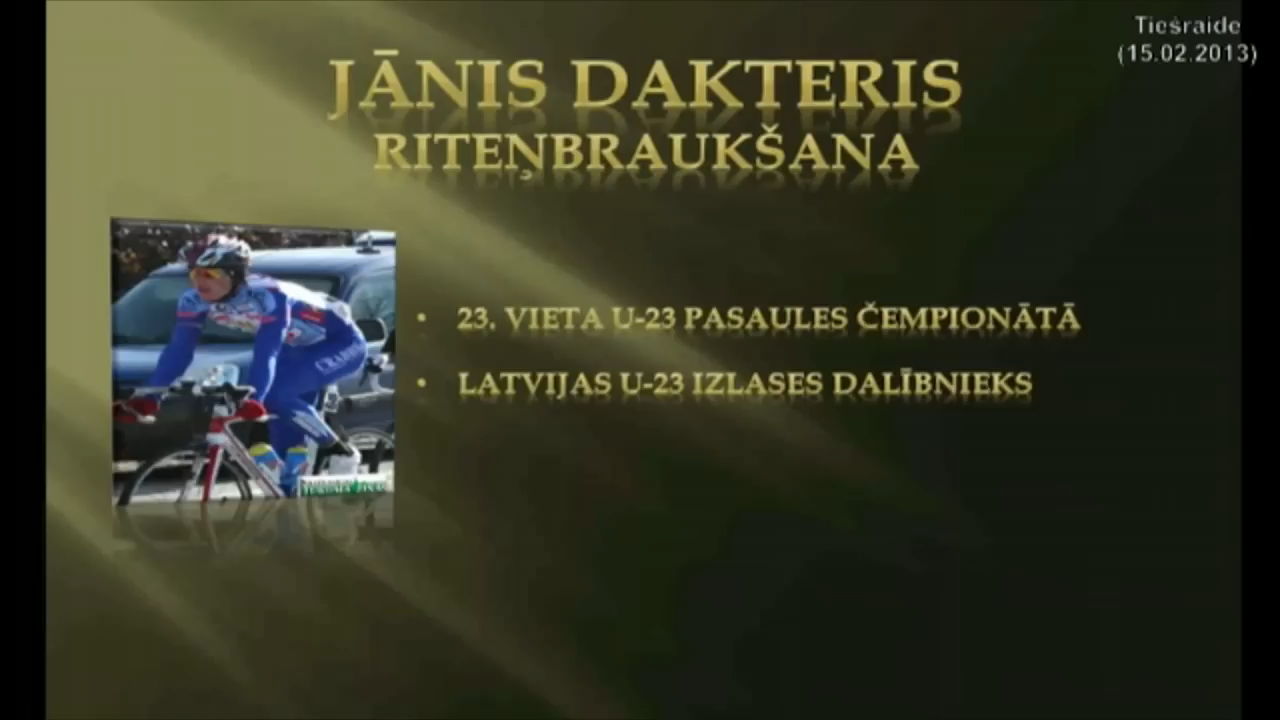 Tiešraide
(15.02.2013)
JĀNIS DAKTERIS
RITEŅBRAUKŠANA
• 23. VIETA U-23 PASAULES ČEMPIONĀTĀ
• LATVIJAS U-23 IZLASES DALĪBNIEKS